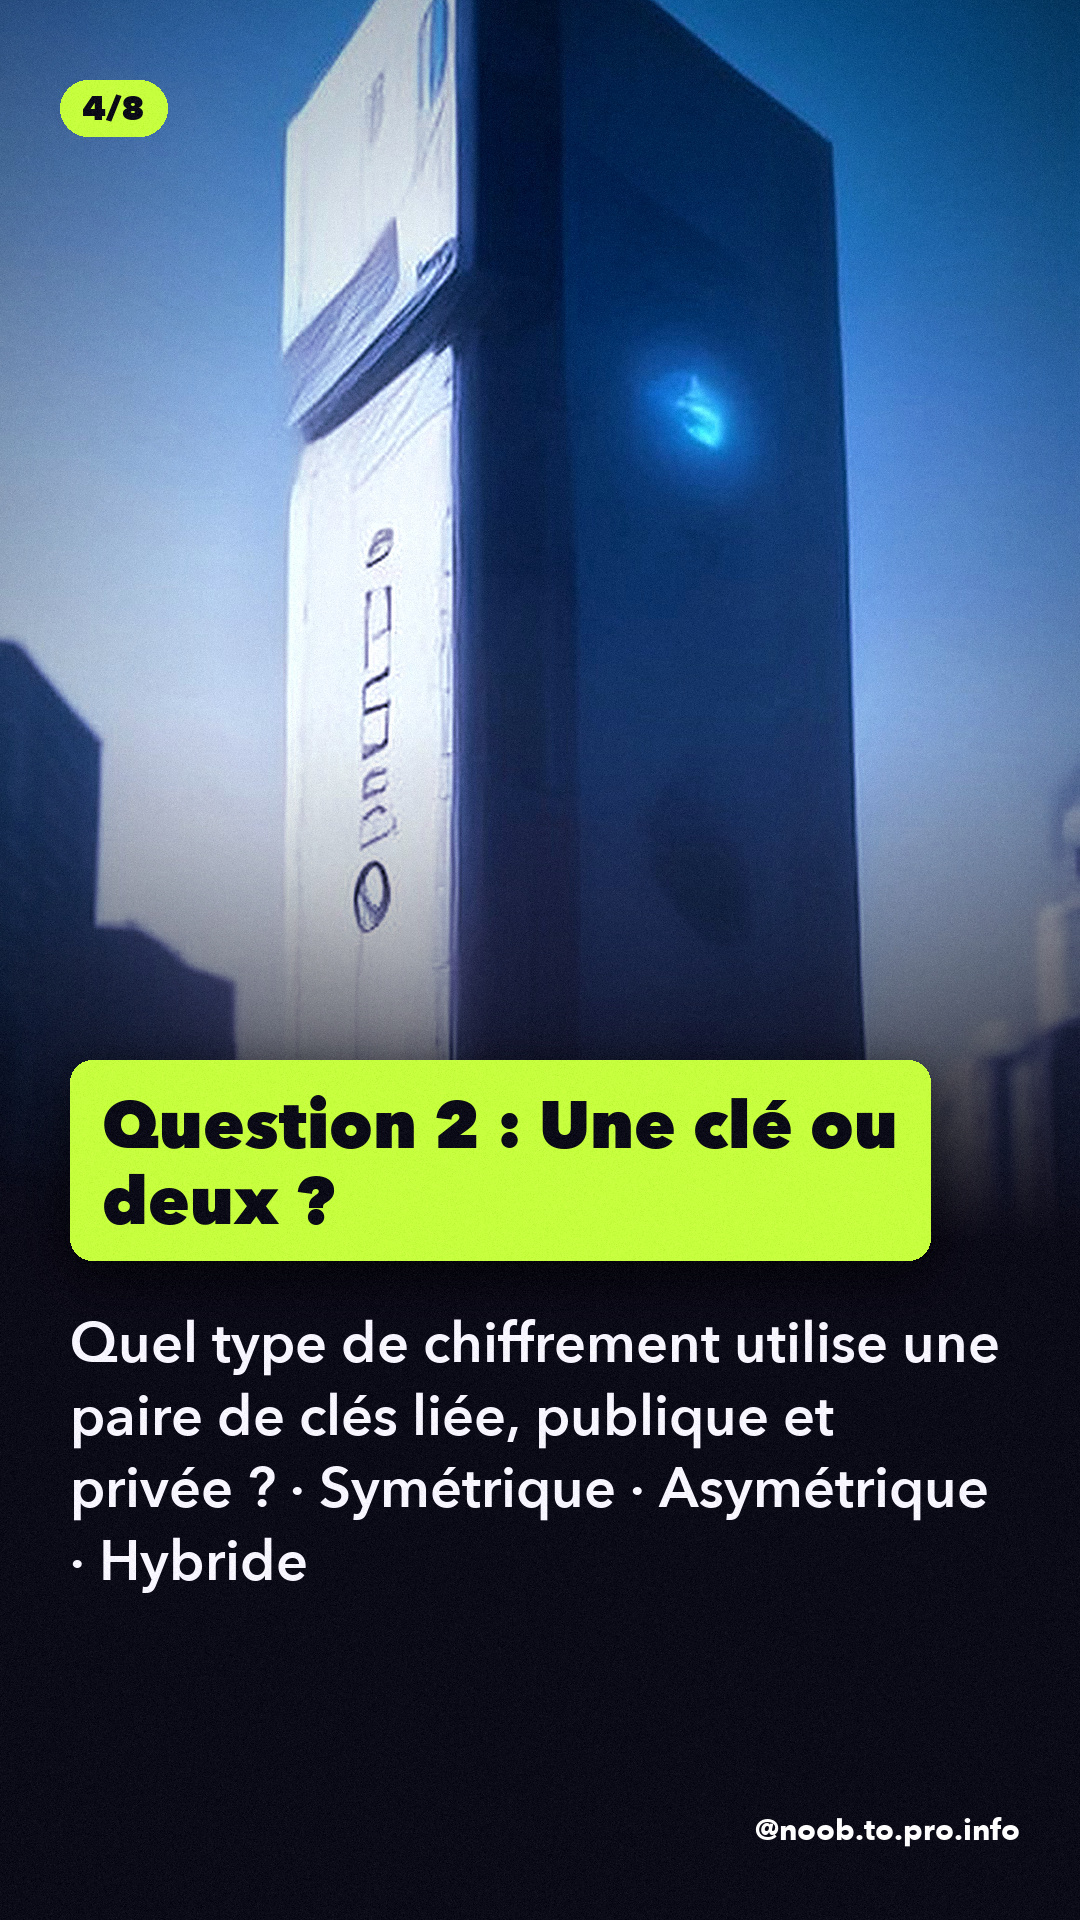 4/8
Question 2 : Une clé ou
deux ?
Quel type de chiffrement utilise une
paire de clés liée, publique et
privée ? · Symétrique · Asymétrique
· Hybride
@noob.to.pro.info